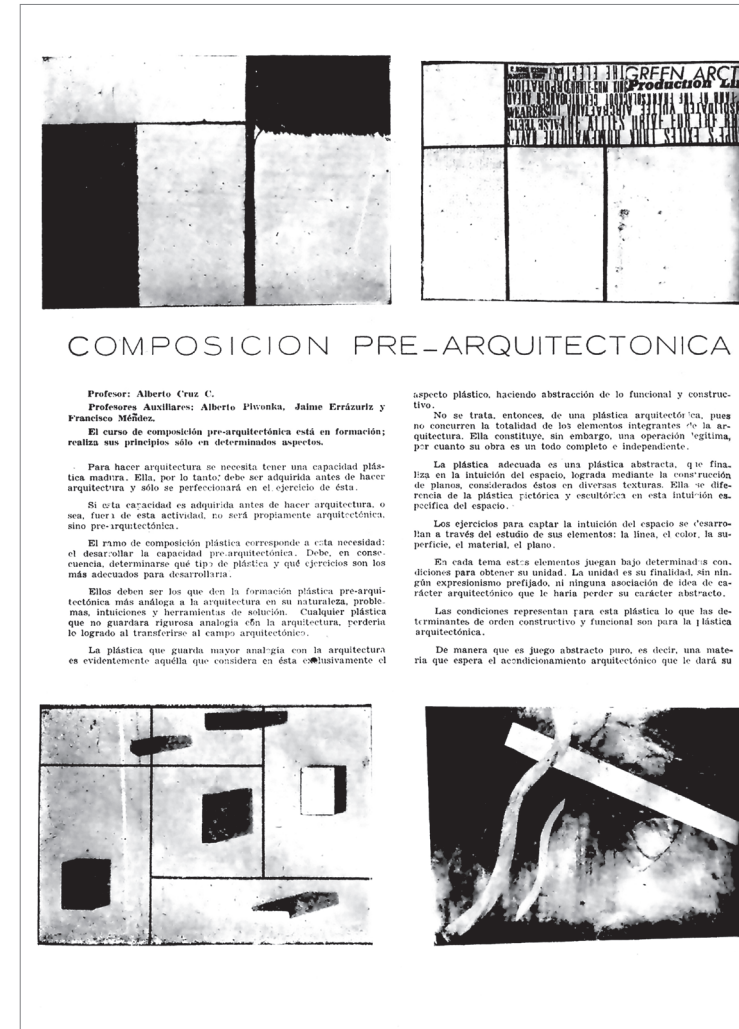 GREEN ARCT
Production Li
COMPOSICION PRE-ARQUITECTONICA
Profesor: Alberto Cruz C.
Profesores Auxiliares: Alberto Piwonka, Jaime Errázuriz y
Francisco Méndez.
El curso de composición pre-arquitectónica está en formación;
realiza sus principios sólo en determinados aspectos.
Para hacer arquitectura se necesita tener una capacidad plás-
tica madura. Ella, por lo tanto; debe ser adquirida antes de hacer
arquitectura y sólo se perfeccionará en el ejercicio de ésta.
Si esta capacidad es adquirida antes de hacer arquitectura, o
sea, fuera de esta actividad, no será propiamente arquitectónica,
sino pre-arquitectónica.
El ramo de composición plástica corresponde a esta necesidad:
el desarrollar la capacidad pre.arquitectónica. Debe, en conse-
cuencia, determinarse qué tipo de plástica y qué ejercicios son los
más adecuados para desarrollarla.
Ellos deben ser los que den la formación plástica pre-arqui-
tectónica más análoga a la arquitectura en su naturaleza, proble-
mas, intuiciones y herramientas de solución. Cualquier plástica
que no guardara rigurosa analogía con la arquitectura, perdería
lo logrado al transferirse al campo arquitectónico.
La plástica que guarda mayor analogía con la arquitectura
es evidentemente aquélla que considera en ésta exclusivamente el
aspecto plástico, haciendo abstracción de lo funcional y construc-
tivo.
No se trata, entonces, de una plástica arquitectónica, pues
no concurren la totalidad de los elementos integrantes de la ar-
quitectura. Ella constituye, sin embargo, una operación legítima,
por cuanto su obra es un todo completo e independiente.
La plástica adecuada es una plástica abstracta, que fina-
liza en la intuición del espacio, lograda mediante la construcción
de planos, considerados éstos en diversas texturas. Ella se dife-
rencia de la plástica pictórica y escultórica en esta intuición es-
pecífica del espacio.
Los ejercicios para captar la intuición del espacio se desarro-
llan a través del estudio de sus elementos: la línea, el color, la su-
perficie, el material, el plano.
En cada tema estos elementos juegan bajo determinadas con-
diciones para obtener su unidad. La unidad es su finalidad, sin nin-
gún expresionismo prefijado, ni ninguna asociación de idea de ca-
rácter arquitectónico que le haría perder su carácter abstracto.
Las condiciones representan para esta plástica lo que las de-
terminantes de orden constructivo y funcional son para la plástica
arquitectónica.
De manera que es juego abstracto puro, es decir, una mate-
ria que espera el acondicionamiento arquitectónico que le dará su